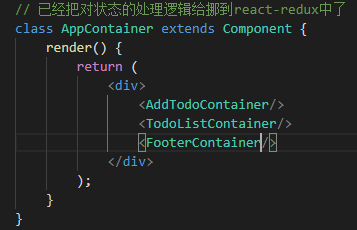 // 已经把对状态的处理逻辑给挪到react-redux中了
class AppContainer extends Component {
render() {
return (
<div>
<AddTodoContainer/>
<TodoListContainer/>
<FooterContainer/>
</div>
);
}
}